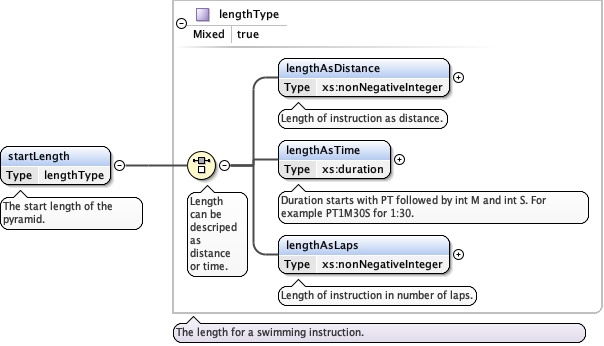 lengthType
Mixed true
lengthAsDistance
Type xs:nonNegativeInteger
Length of instruction as distance.
lengthAsTime
Type xs:duration
Duration starts with PT followed by int M and int S. For
example PT1M30S for 1:30.
startLength
Type lengthType
The start length of the
pyramid.
Length
can be
descriped
as
distance
or time.
lengthAsLaps
Type xs:nonNegativeInteger
Length of instruction in number of laps.
The length for a swimming instruction.